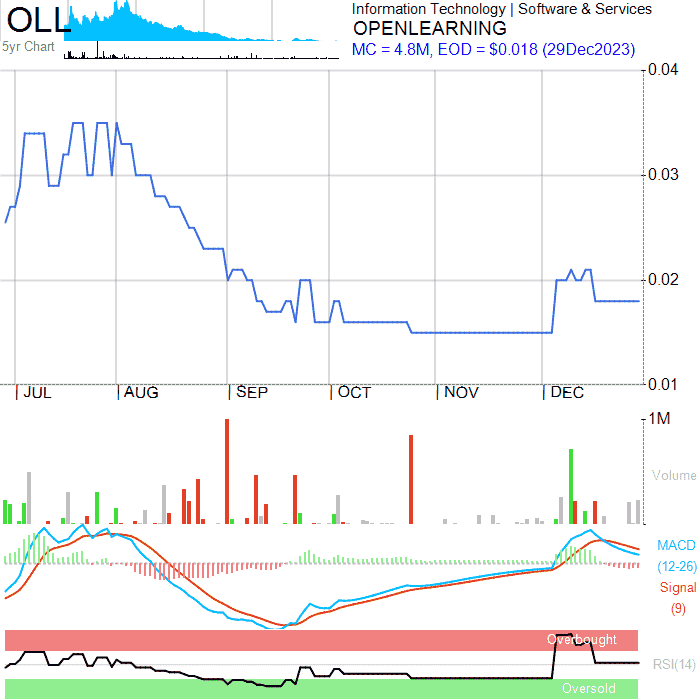 OLL
5yr Chart
Information Technology | Software & Services
OPENLEARNING
MC = 4.8M, EOD = $0.018 (29Dec2023)
0.04
0.03
0.02
0.01
JUL AUG SEP OCT NOV DEC
1M
Volume
MACD
(12-26)
Signal
(9)
Overbought
RSI(14)
Oversold